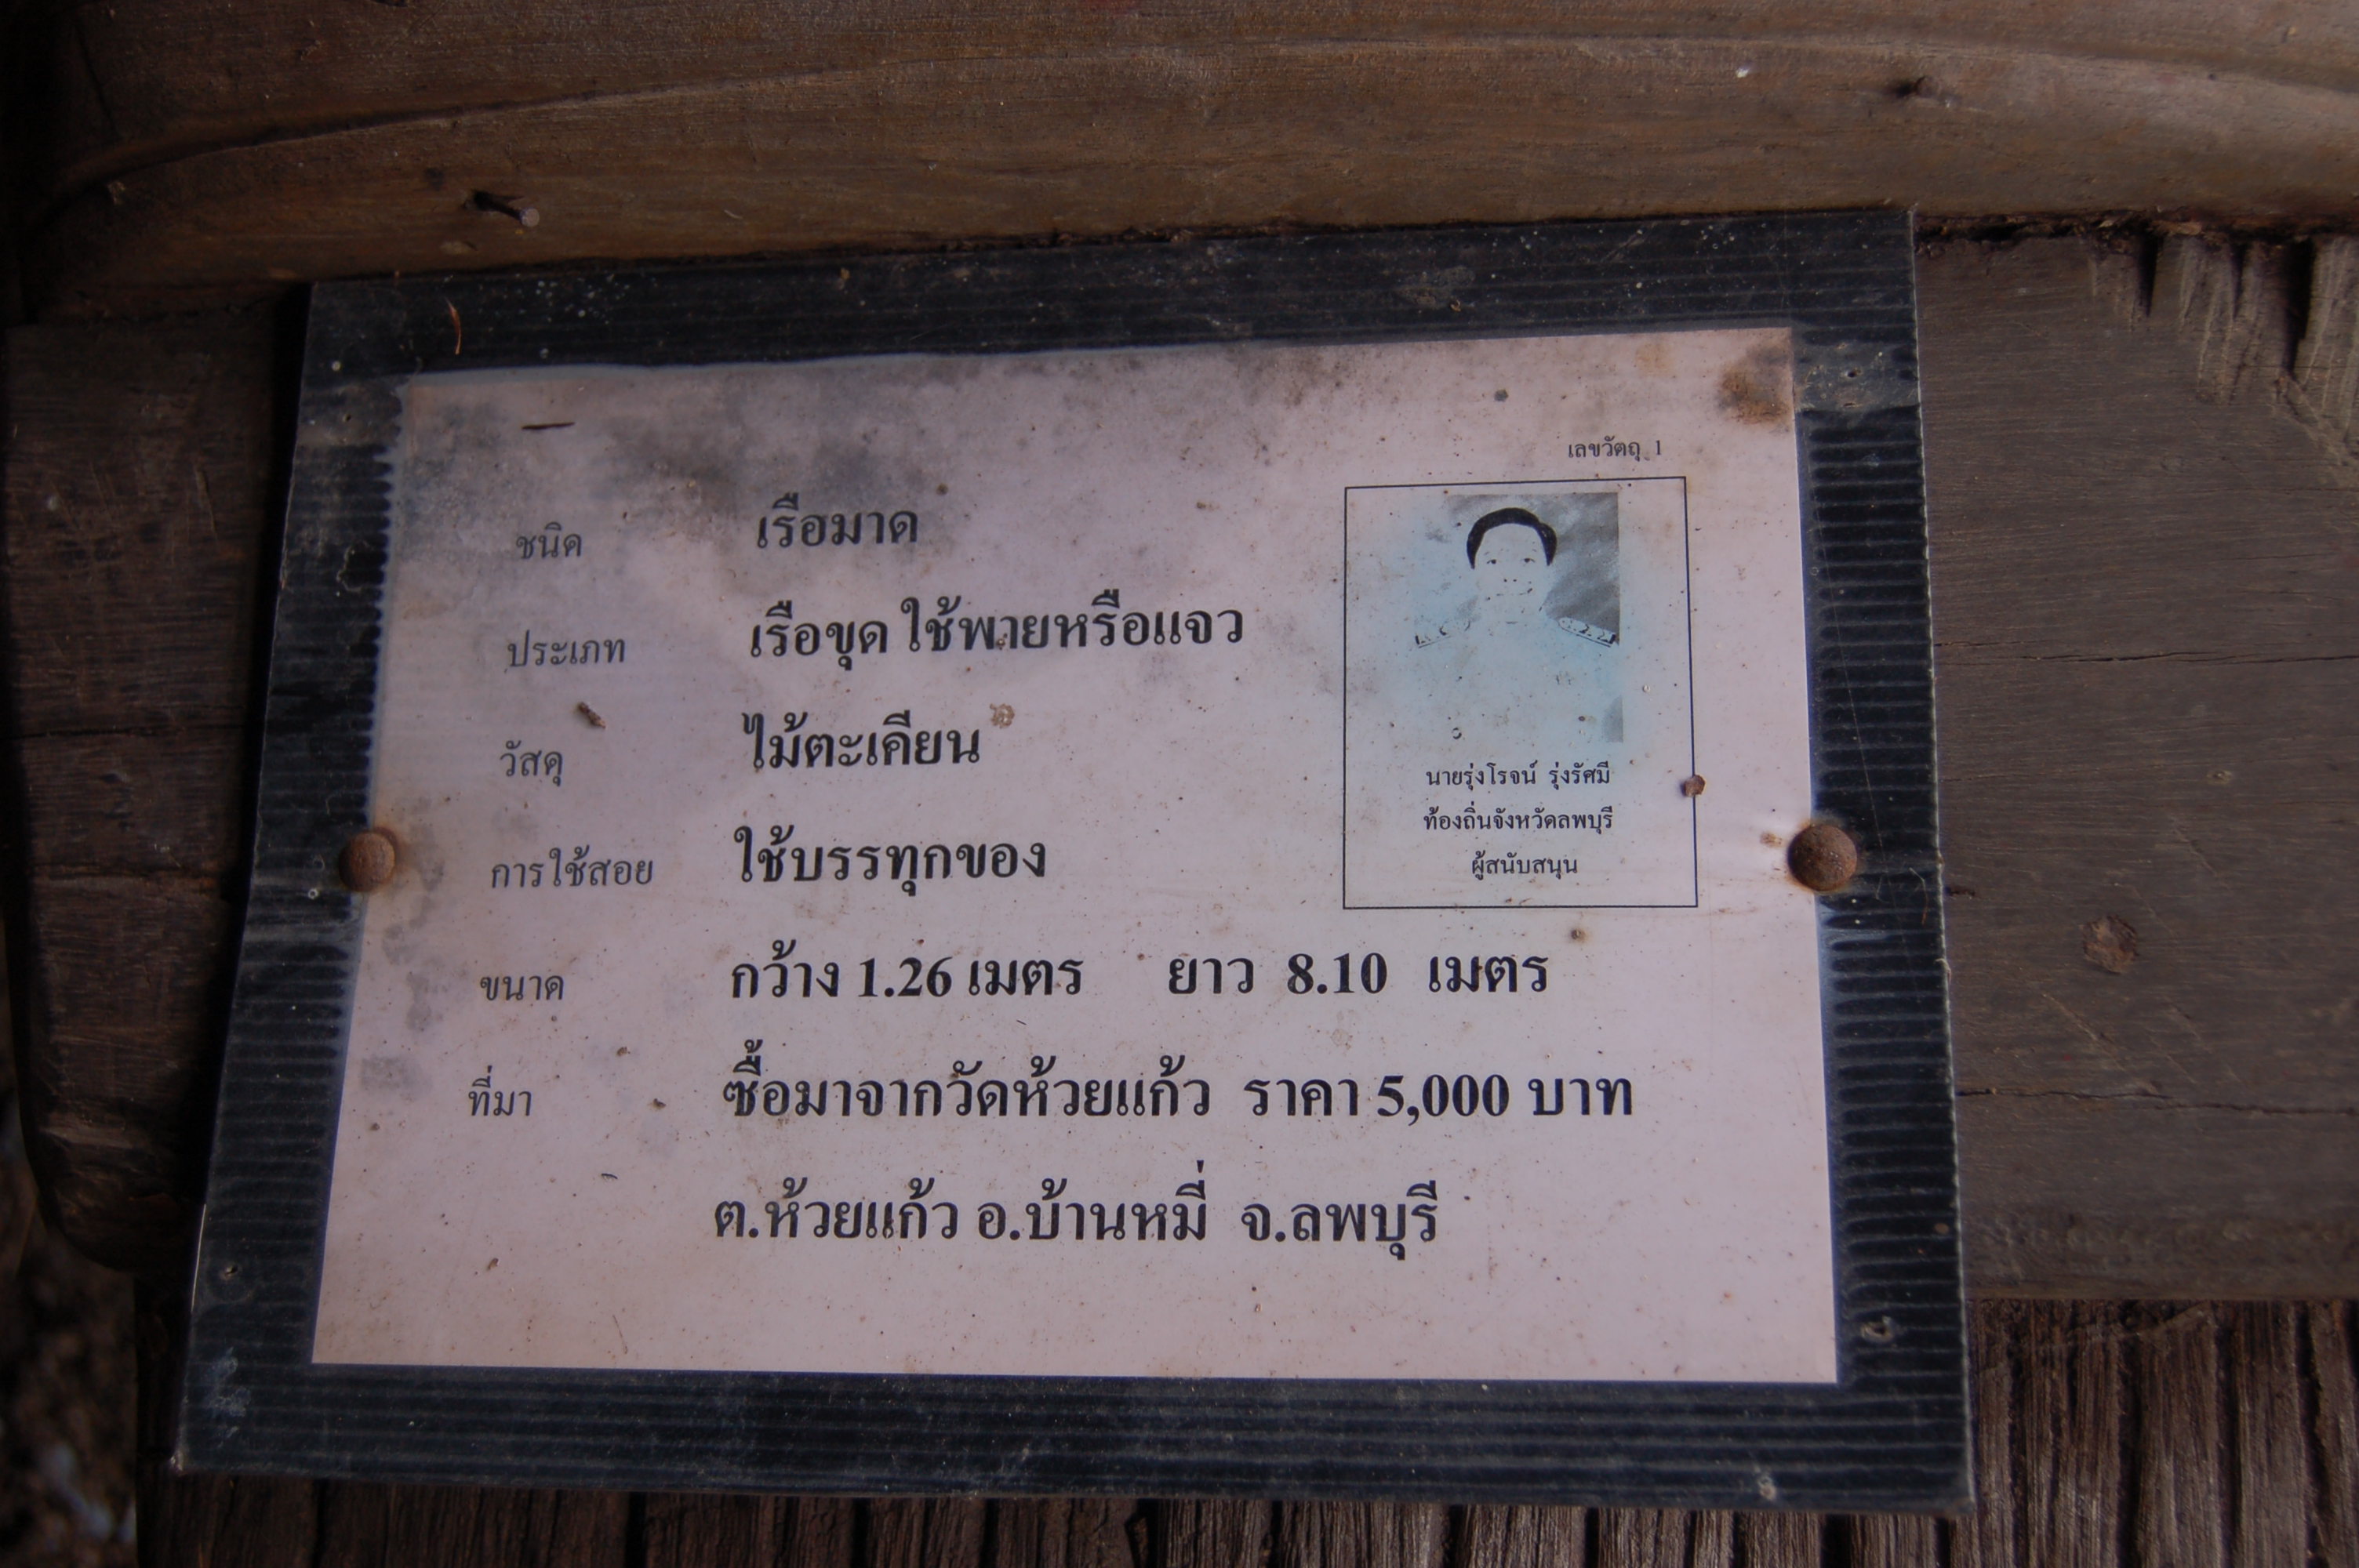 เลขวัตถุ 1
ชนิด เรือมาด
ประเภท เรือขุด ใช้พายหรือแจว
วัสดุ ไม้ตะเคียน
การใช้สอย ใช้บรรทุกของ
ขนาด กว้าง 1.26 เมตร ยาว 8.10 เมตร
ที่มา ซื้อมาจากวัดห้วยแก้ว ราคา 5,000 บาท
ต.ห้วยแก้ว อ.บ้านหมี่ จ.ลพบุรี
นายรุ่งโรจน์ รุ่งรัศมี
ท้องถิ่นจังหวัดลพบุรี
ผู้สนับสนุน